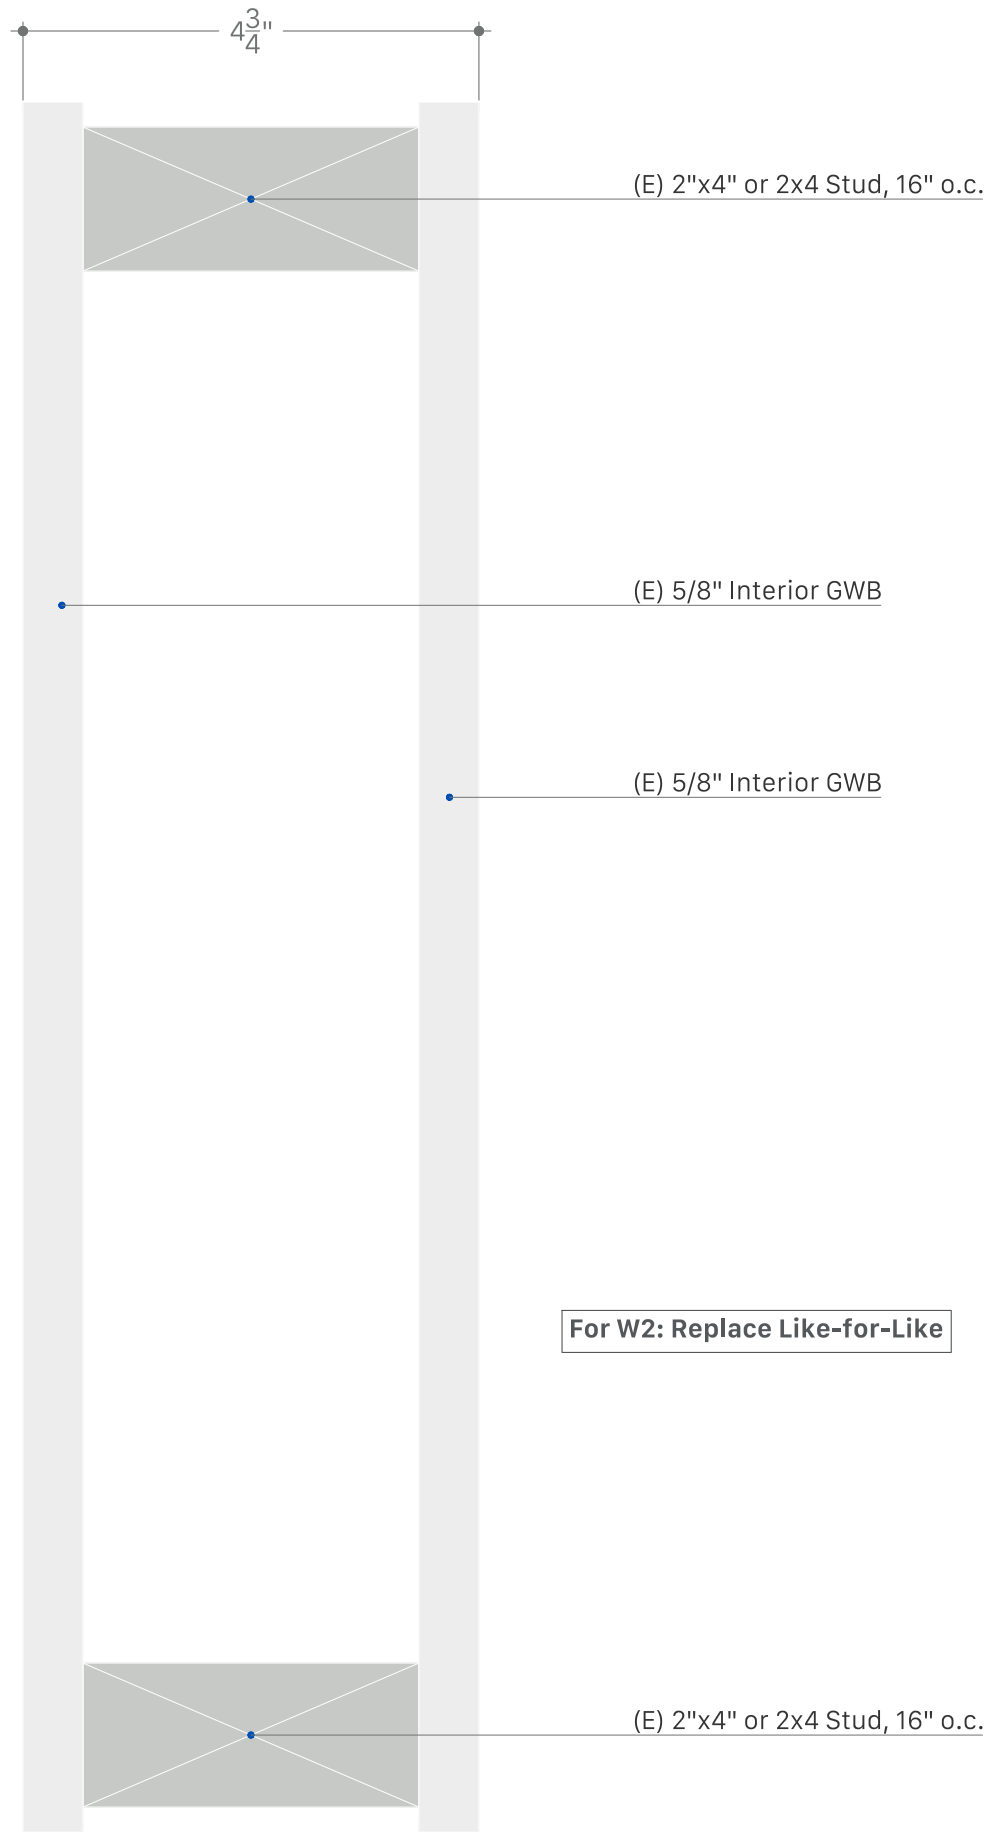 4 3/4"
(E) 2"x4" or 2x4 Stud, 16" o.c.
(E) 5/8" Interior GWB
(E) 5/8" Interior GWB
For W2: Replace Like-for-Like
(E) 2"x4" or 2x4 Stud, 16" o.c.